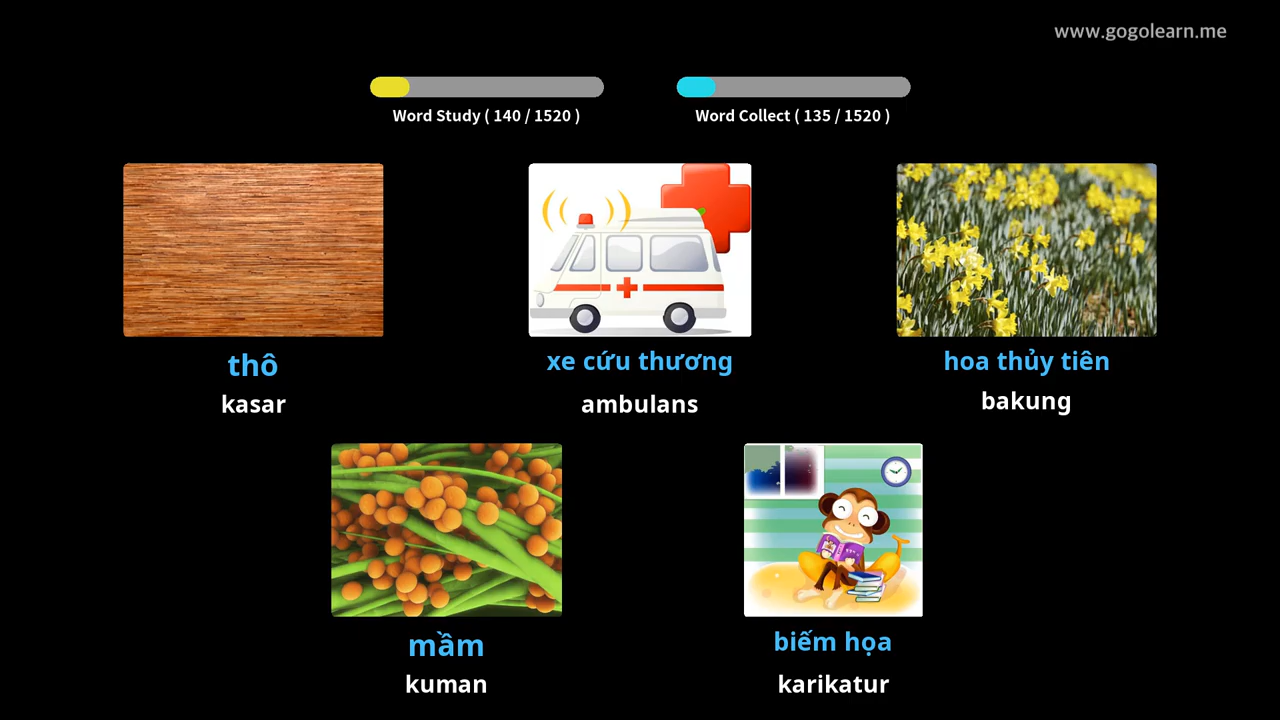 www.gogolearn.me
Word Study ( 140 / 1520 )
Word Collect ( 135 / 1520 )
thô
xe cứu thương
hoa thủy tiên
kasar
ambulans
bakung
mầm
biếm họa
kuman
karikatur